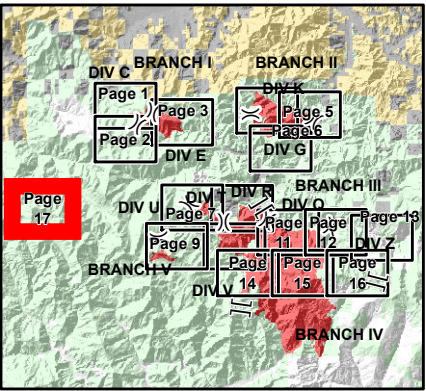 BRANCH I
BRANCH II
DIV C
DIV K
Page 1
Page 3
Page 5
Page 2
Page 6
DIV E
DIV G
BRANCH III
Page
17
DIV U
DIV R
DIV O
Page 7
Page
11
Page
12
Page 13
Page 9
DIV Z
BRANCH V
Page
14
Page
15
Page
16
DIV V
BRANCH IV